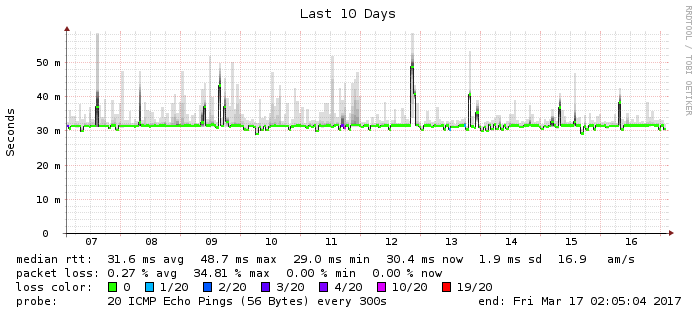 Last 10 Days
RRDTOOL / TOBI OETIKER
Seconds
50 m
40 m
30 m
20 m
10 m
0
07 08 09 10 11 12 13 14 15 16
median rtt: 31.6 ms avg 48.7 ms max 29.0 ms min 30.4 ms now 1.9 ms sd 16.9 am/s
packet loss: 0.27 % avg 34.81 % max 0.00 % min 0.00 % now
loss color: 0 1/20 2/20 3/20 4/20 10/20 19/20
probe: 20 ICMP Echo Pings (56 Bytes) every 300s end: Fri Mar 17 02:05:04 2017